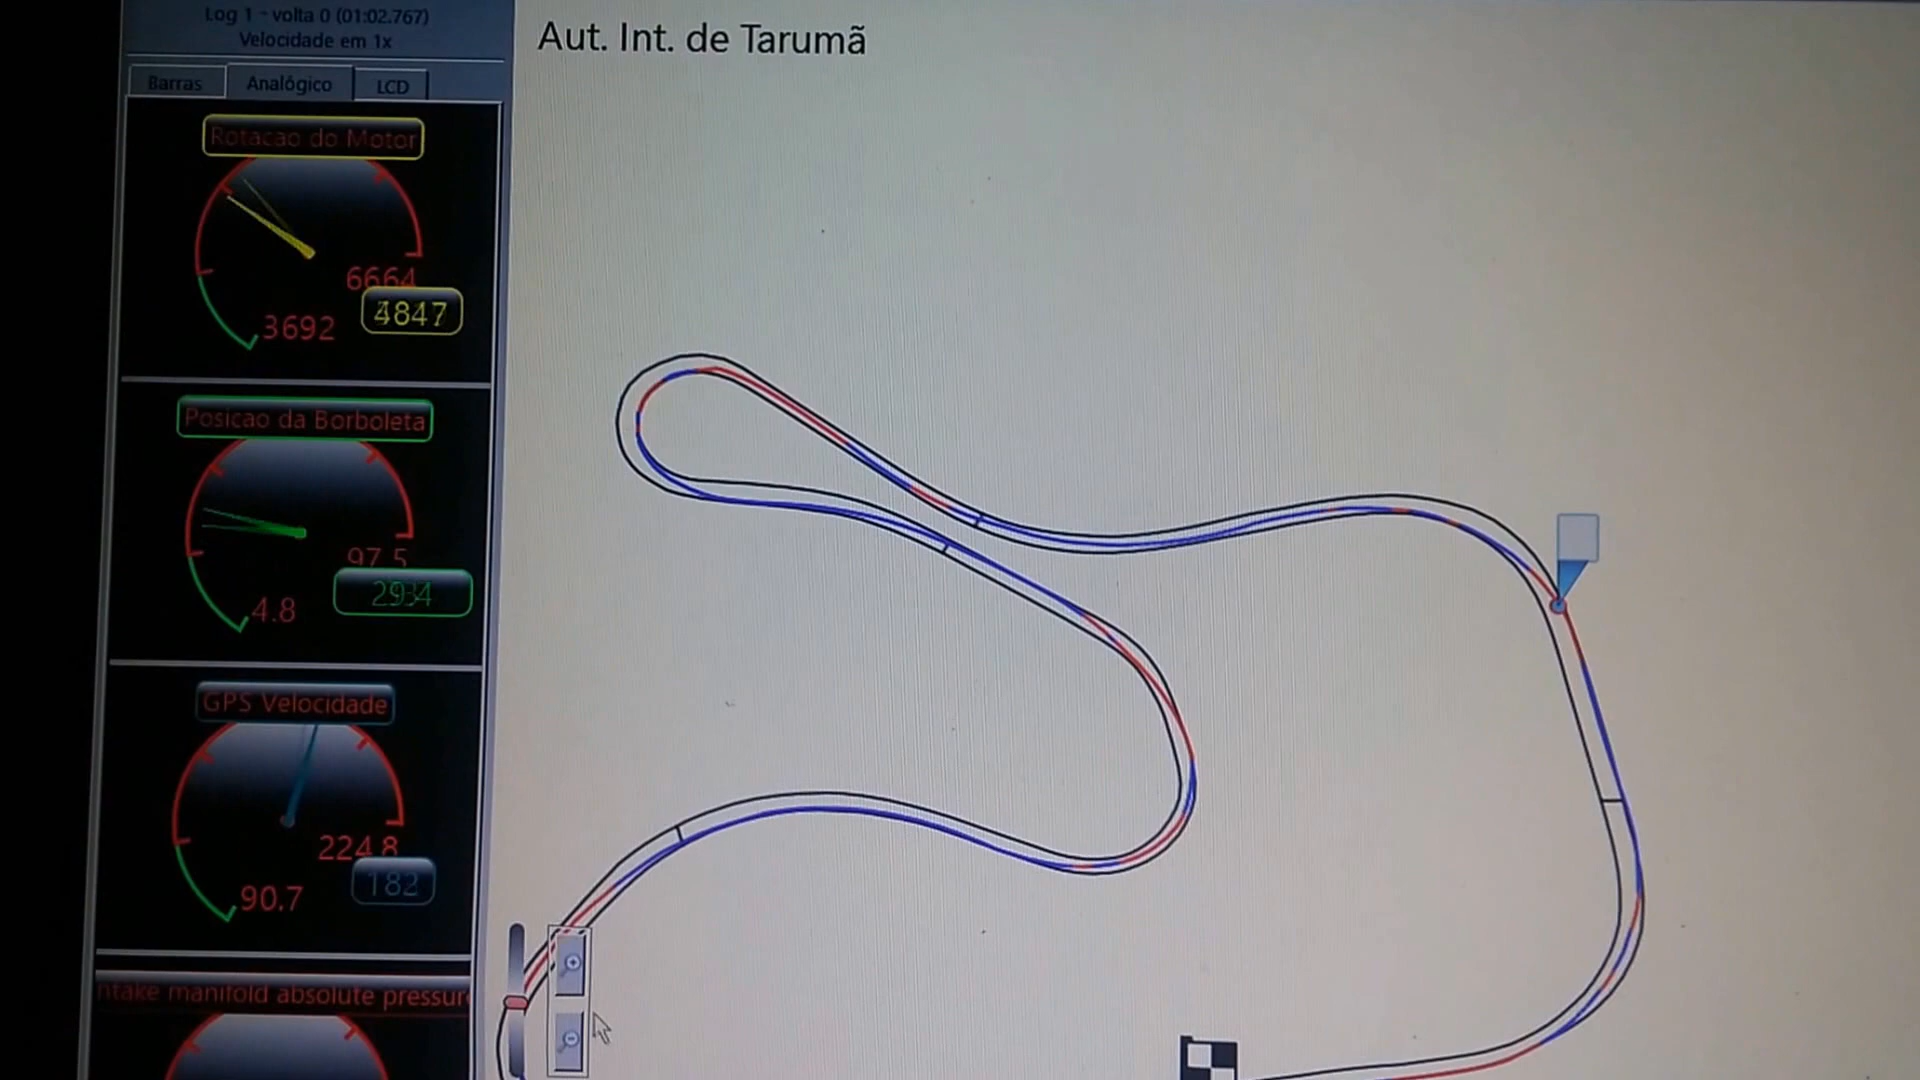 Log 1 - volta 0 (01:02.767)
Velocidade em 1x
Aut. Int. de Tarumã
Barras
Analógico
LCD
Rotacao do Motor
6664
4847
3692
Posicao da Borboleta
97.5
4.8
GPS Velocidade
224.8
182
90.7
ntake manifold absolute pressur